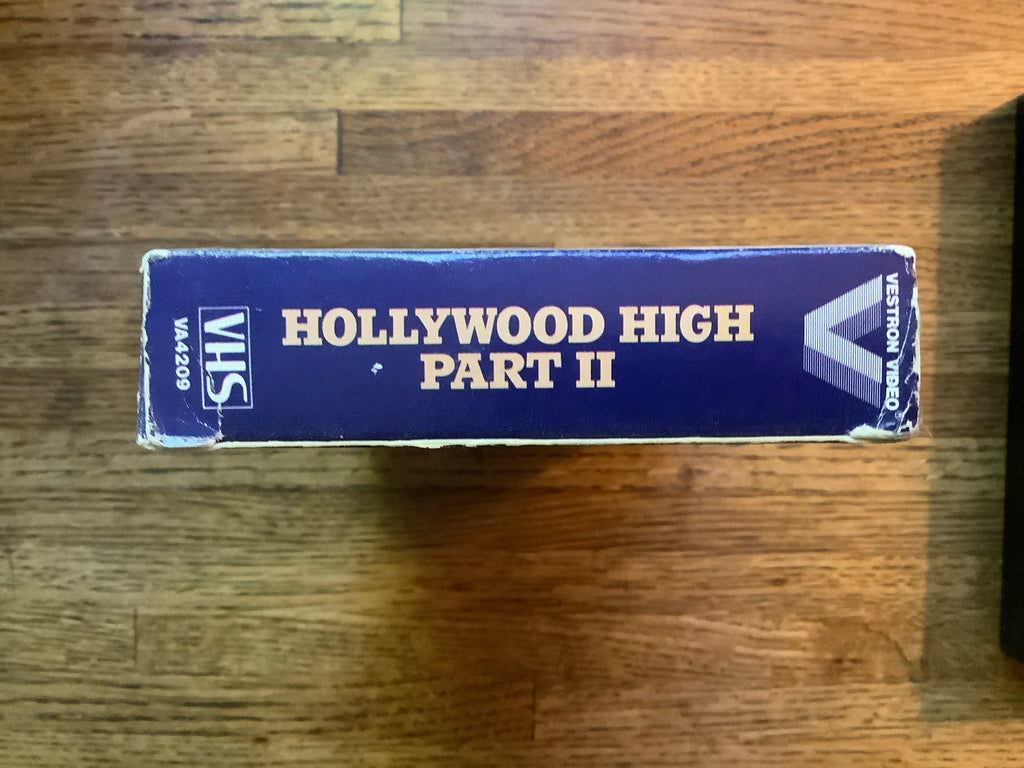 VA4209
VHS
HOLLYWOOD HIGH
PART II
V
VESTRON VIDEO